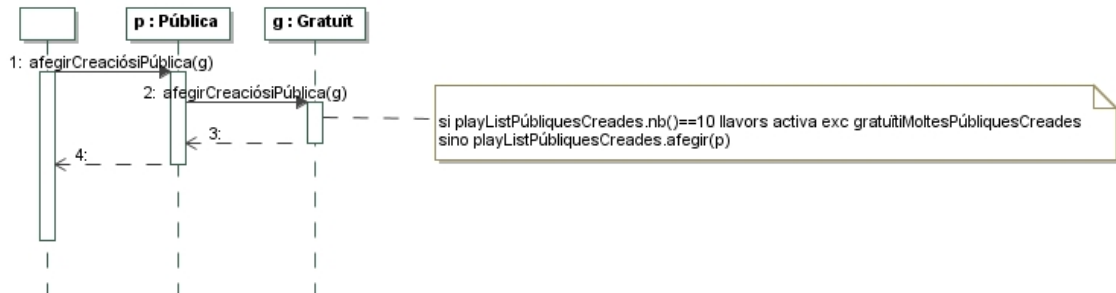 p : Pública
g : Gratuït
1: afegirCreaciósiPública(g)
2: afegirCreaciósiPública(g)
3:
4:
si playListPúbliquesCreades.nb()==10 llavors activa exc gratuïtiMoltesPúbliquesCreades
sino playListPúbliquesCreades.afegir(p)